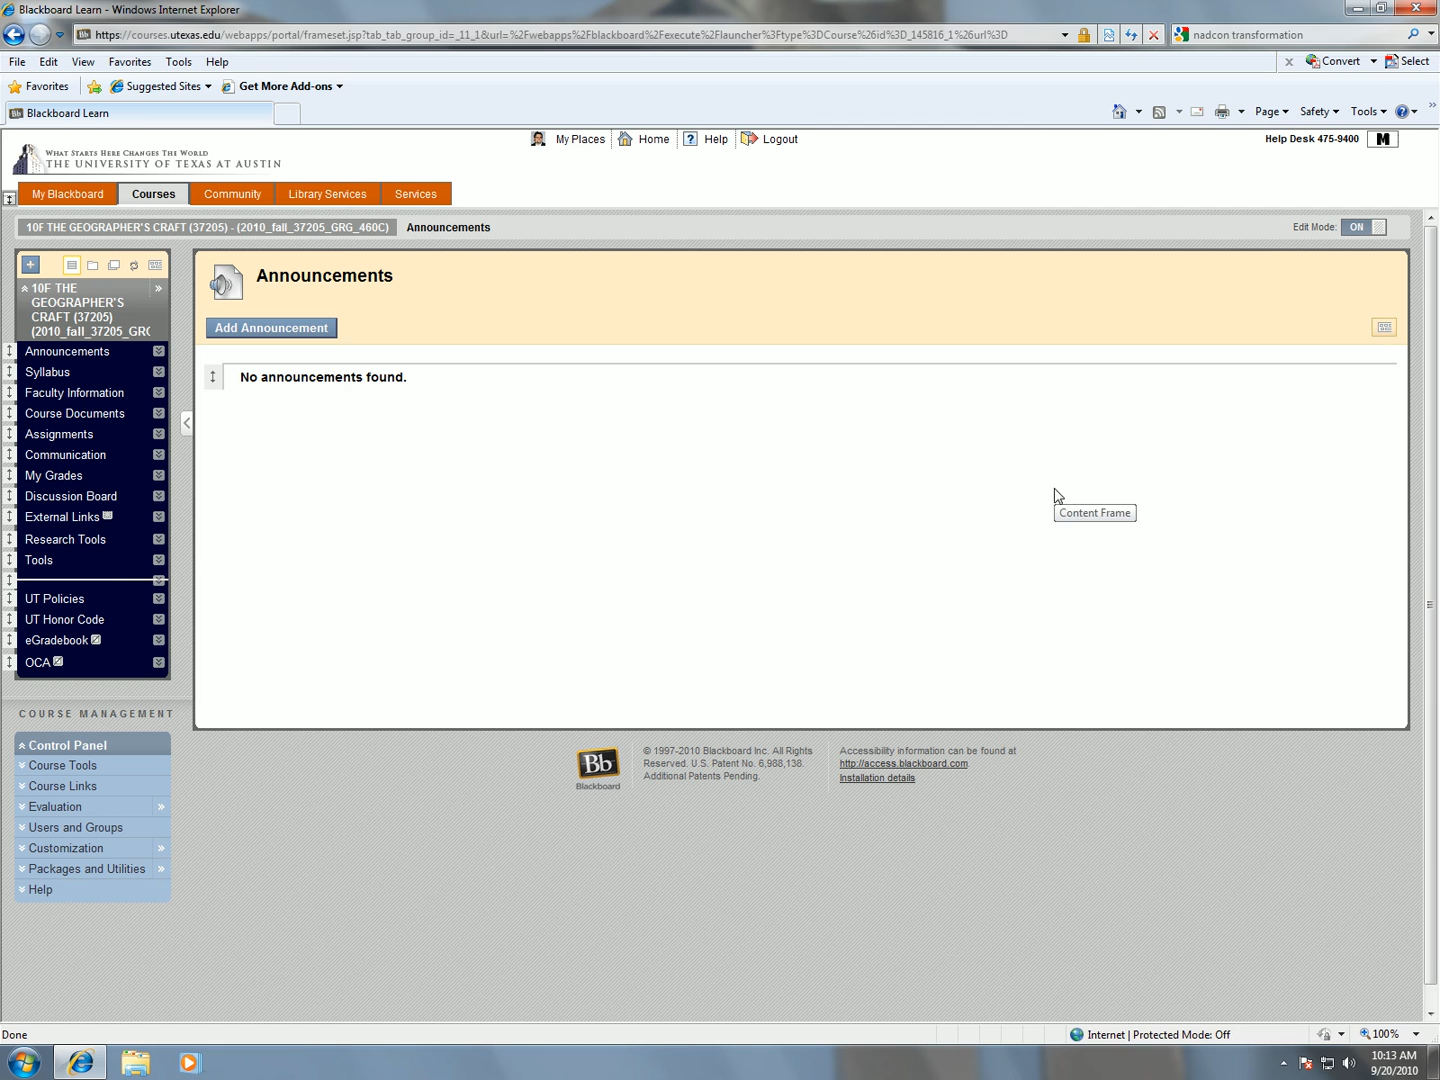 Blackboard Learn - Windows Internet Explorer
https://courses.utexas.edu/webapps/portal/frameset.jsp?tab_tab_group_id=_11_1&url=%2Fwebapps%2Fblackboard%2Fexecute%2Flauncher%3Ftype%3DCourse%26id%3D_145816_1%26url%3D
nadcon transformation
File Edit View Favorites Tools Help
Convert Select
Favorites Suggested Sites Get More Add-ons
Blackboard Learn
Page Safety Tools
My Places Home Help Logout
Help Desk 475-9400
WHAT STARTS HERE CHANGES THE WORLD
THE UNIVERSITY OF TEXAS AT AUSTIN
My Blackboard Courses Community Library Services Services
10F THE GEOGRAPHER'S CRAFT (37205) - (2010_fall_37205_GRG_460C) Announcements
Edit Mode: ON
10F THE
GEOGRAPHER'S
CRAFT (37205)
(2010_fall_37205_GRC
Announcements
Syllabus
Faculty Information
Course Documents
Assignments
Communication
My Grades
Discussion Board
External Links
Research Tools
Tools
UT Policies
UT Honor Code
eGradebook
OCA
COURSE MANAGEMENT
Control Panel
Course Tools
Course Links
Evaluation
Users and Groups
Customization
Packages and Utilities
Help
Announcements
Add Announcement
No announcements found.
Content Frame
Bb
Blackboard
© 1997-2010 Blackboard Inc. All Rights
Reserved. U.S. Patent No. 6,988,138.
Additional Patents Pending.
Accessibility information can be found at
http://access.blackboard.com.
Installation details
Done
Internet | Protected Mode: Off
100%
10:13 AM
9/20/2010